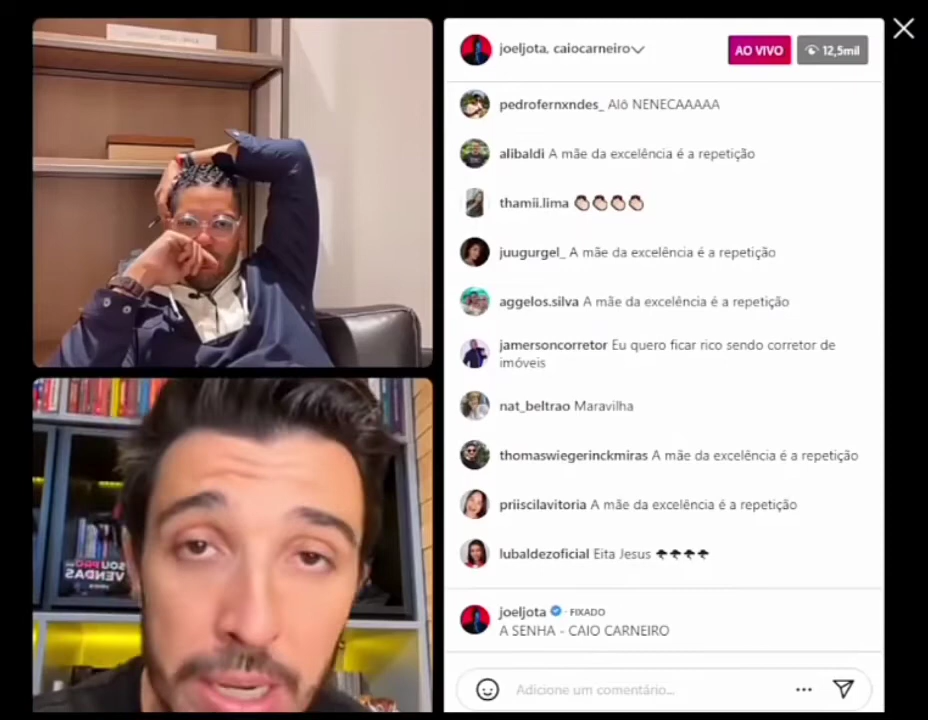 joeljota, caiocarneiro
AO VIVO
12,5mil
pedrofernxndes_ Alô NENECAAAAA
alibaldi A mãe da excelência é a repetição
thamii.lima 👏🏻👏🏻👏🏻👏🏻
juugurgel_ A mãe da excelência é a repetição
aggelos.silva A mãe da excelência é a repetição
jamersoncorretor Eu quero ficar rico sendo corretor de
imóveis
nat_beltrao Maravilha
thomaswiegerinckmiras A mãe da excelência é a repetição
priiscilavitoria A mãe da excelência é a repetição
lubaldezoficial Eita Jesus 🌪🌪🌪🌪
SOU PRO
VENDAS
joeljota · FIXADO
A SENHA - CAIO CARNEIRO
Adicione um comentário...